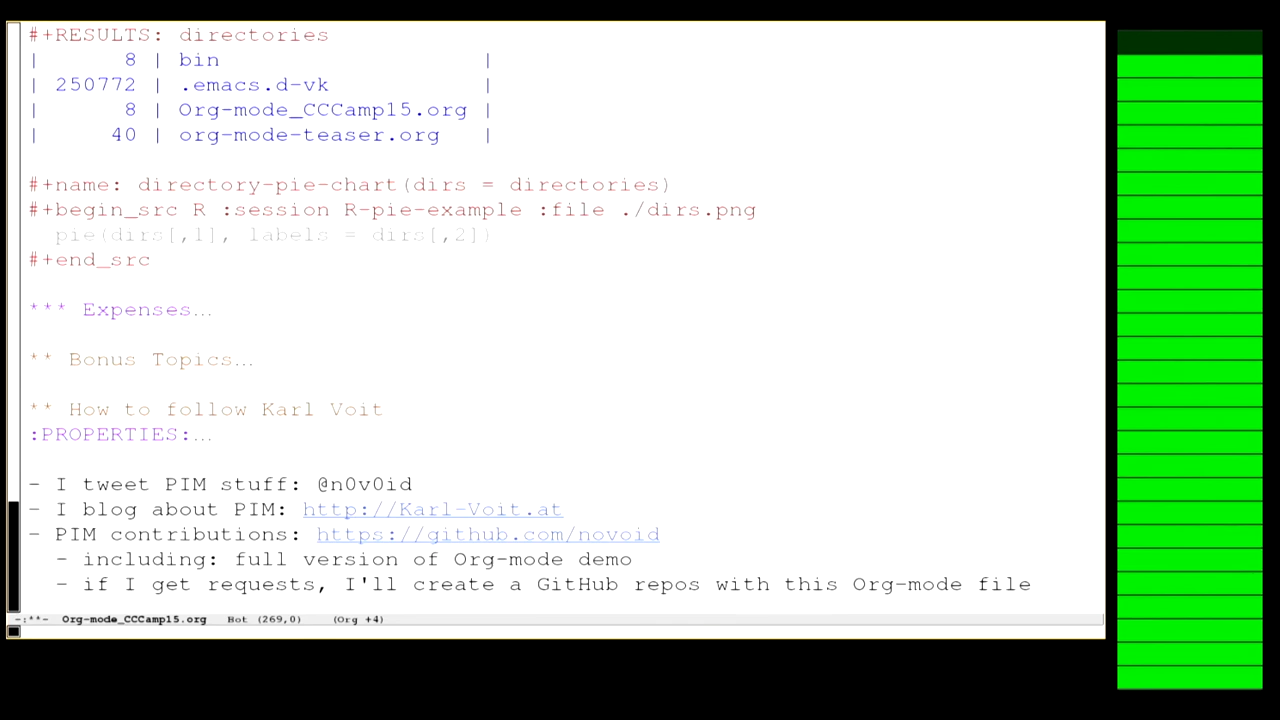 #+RESULTS: directories
|       8 | bin                    |
|  250772 | .emacs.d-vk            |
|       8 | Org-mode_CCCamp15.org  |
|      40 | org-mode-teaser.org    |
#+name: directory-pie-chart(dirs = directories)
#+begin_src R :session R-pie-example :file ./dirs.png
  pie(dirs[,1], labels = dirs[,2])
#+end_src
*** Expenses…
** Bonus Topics…
** How to follow Karl Voit
:PROPERTIES:…
- I tweet PIM stuff: @n0v0id
- I blog about PIM: http://Karl-Voit.at
- PIM contributions: https://github.com/novoid
  - including: full version of Org-mode demo
  - if I get requests, I'll create a GitHub repos with this Org-mode file
-:**-  Org-mode_CCCamp15.org   Bot (269,0)    (Org +4)